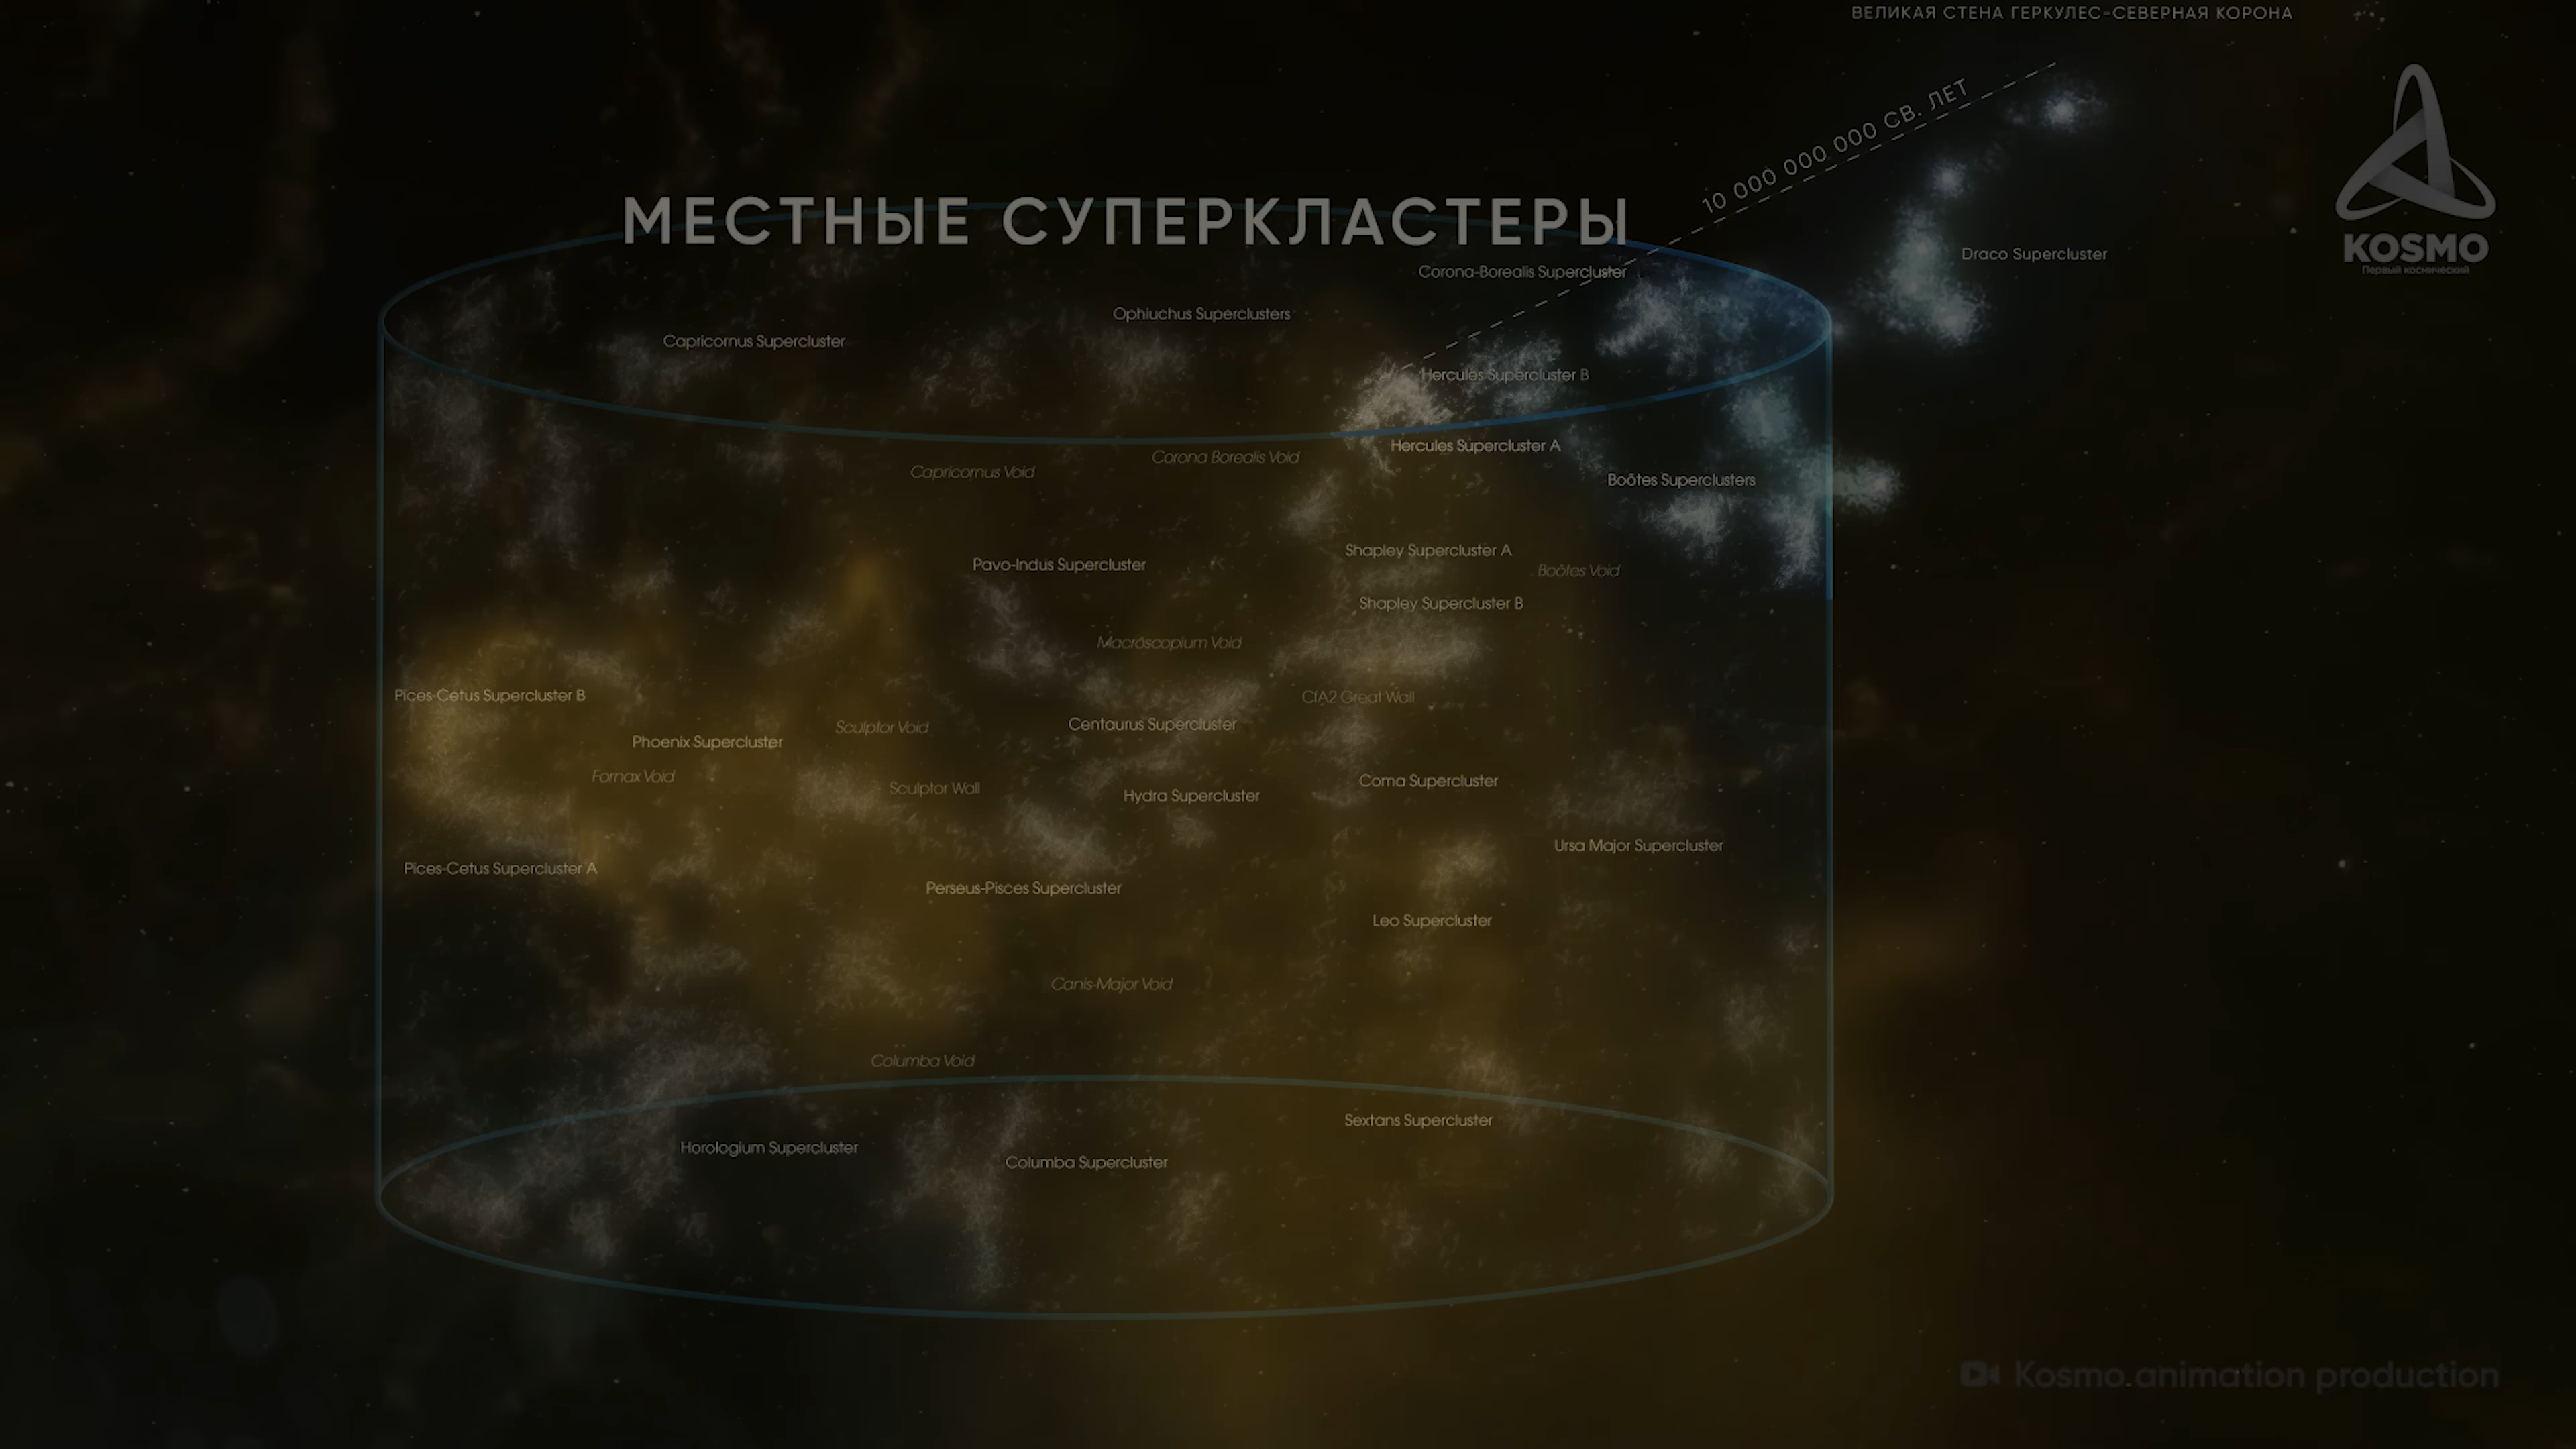 ВЕЛИКАЯ СТЕНА ГЕРКУЛЕС-СЕВЕРНАЯ КОРОНА
10 000 000 000 СВ. ЛЕТ
KOSMO
Первый космический
МЕСТНЫЕ СУПЕРКЛАСТЕРЫ
Draco Supercluster
Corona-Borealis Supercluster
Ophiuchus Superclusters
Capricornus Supercluster
Hercules Supercluster B
Hercules Supercluster A
Corona Borealis Void
Capricornus Void
Boötes Superclusters
Shapley Supercluster A
Pavo-Indus Supercluster
Boötes Void
Shapley Supercluster B
Macroscopium Void
Pices-Cetus Supercluster B
CfA2 Great Wall
Centaurus Supercluster
Sculptor Void
Phoenix Supercluster
Fornax Void
Coma Supercluster
Sculptor Wall
Hydra Supercluster
Ursa Major Supercluster
Pices-Cetus Supercluster A
Perseus-Pisces Supercluster
Leo Supercluster
Canis-Major Void
Columba Void
Sextans Supercluster
Horologium Supercluster
Columba Supercluster
Kosmo.animation production